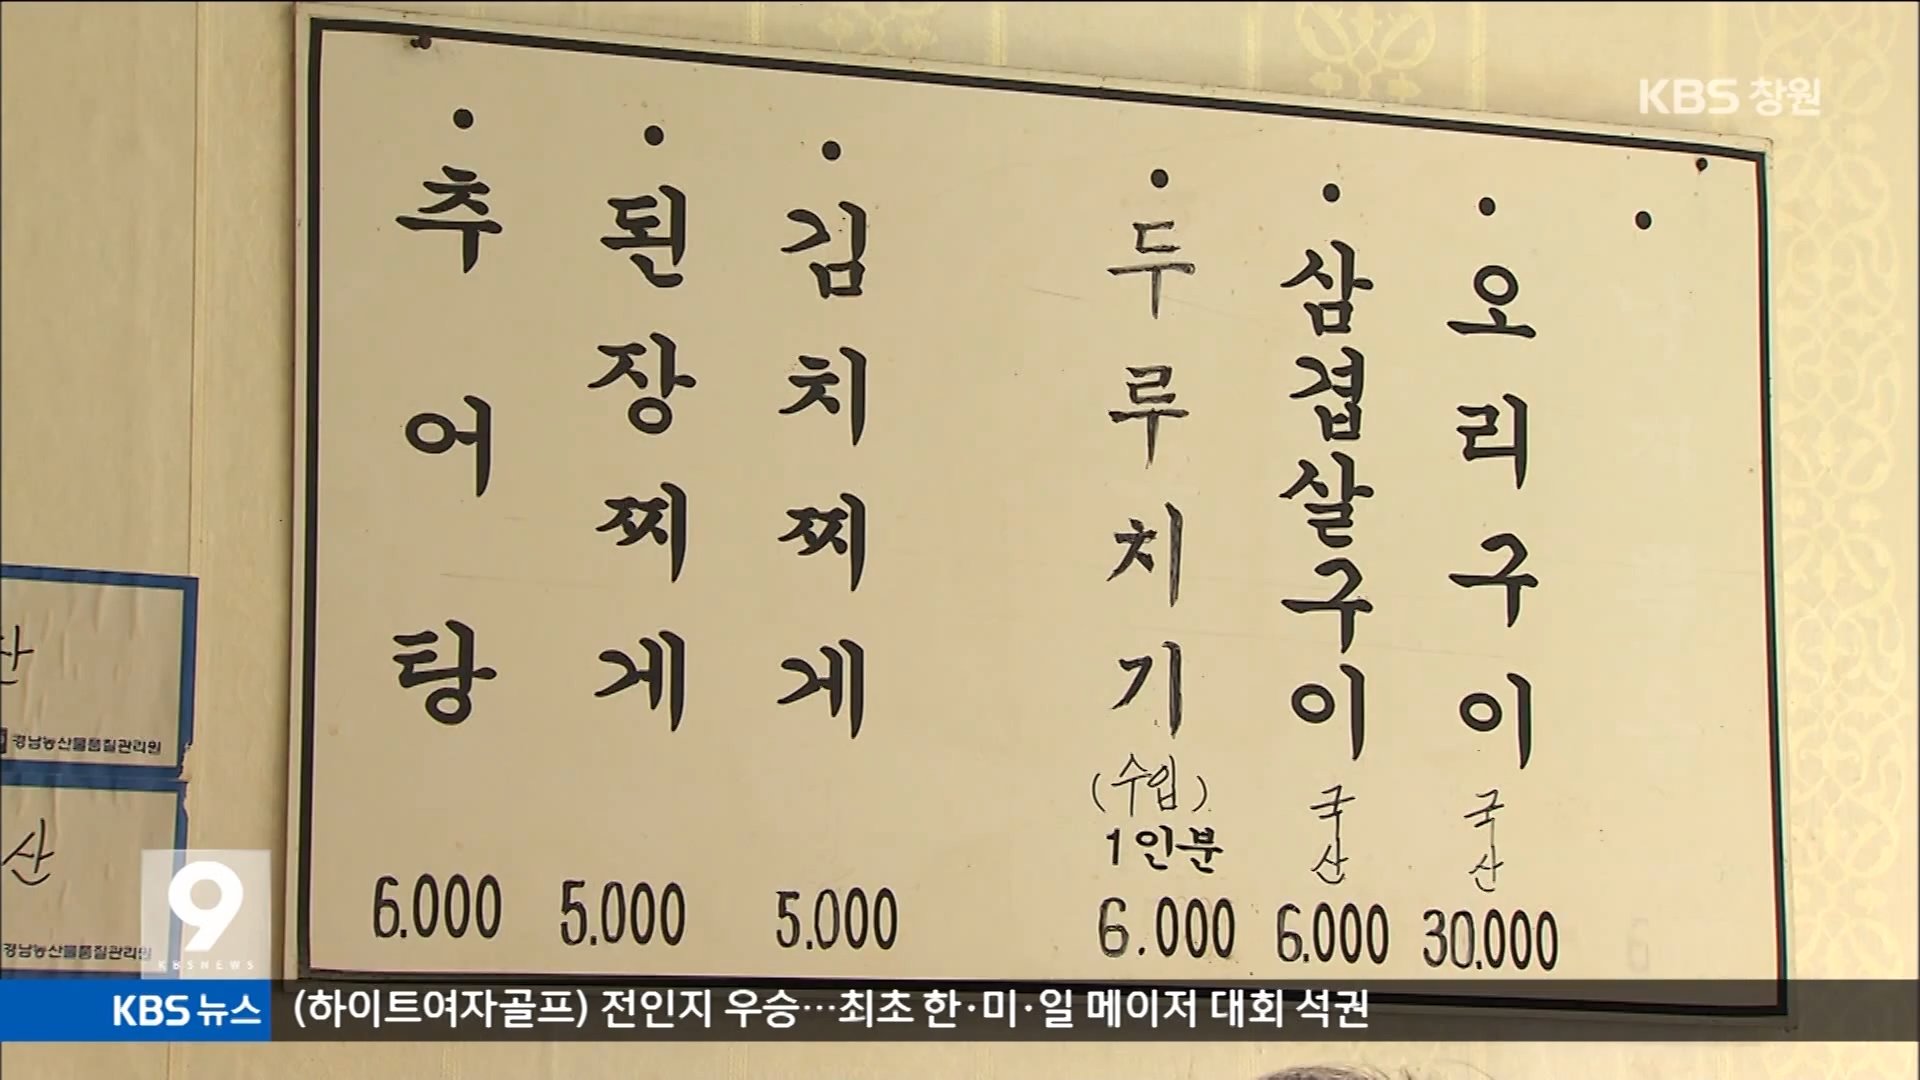 KBS 창원
추어탕
6.000
된장찌게
5.000
김치찌게
5.000
두루치기
(수입)
1인분
6.000
삼겹살구이
국산
6.000
오리구이
국산
30.000
경남농산물품질관리원
산
경남농산물품질관리원
9
KBS NEWS
KBS 뉴스
(하이트여자골프) 전인지 우승…최초 한·미·일 메이저 대회 석권